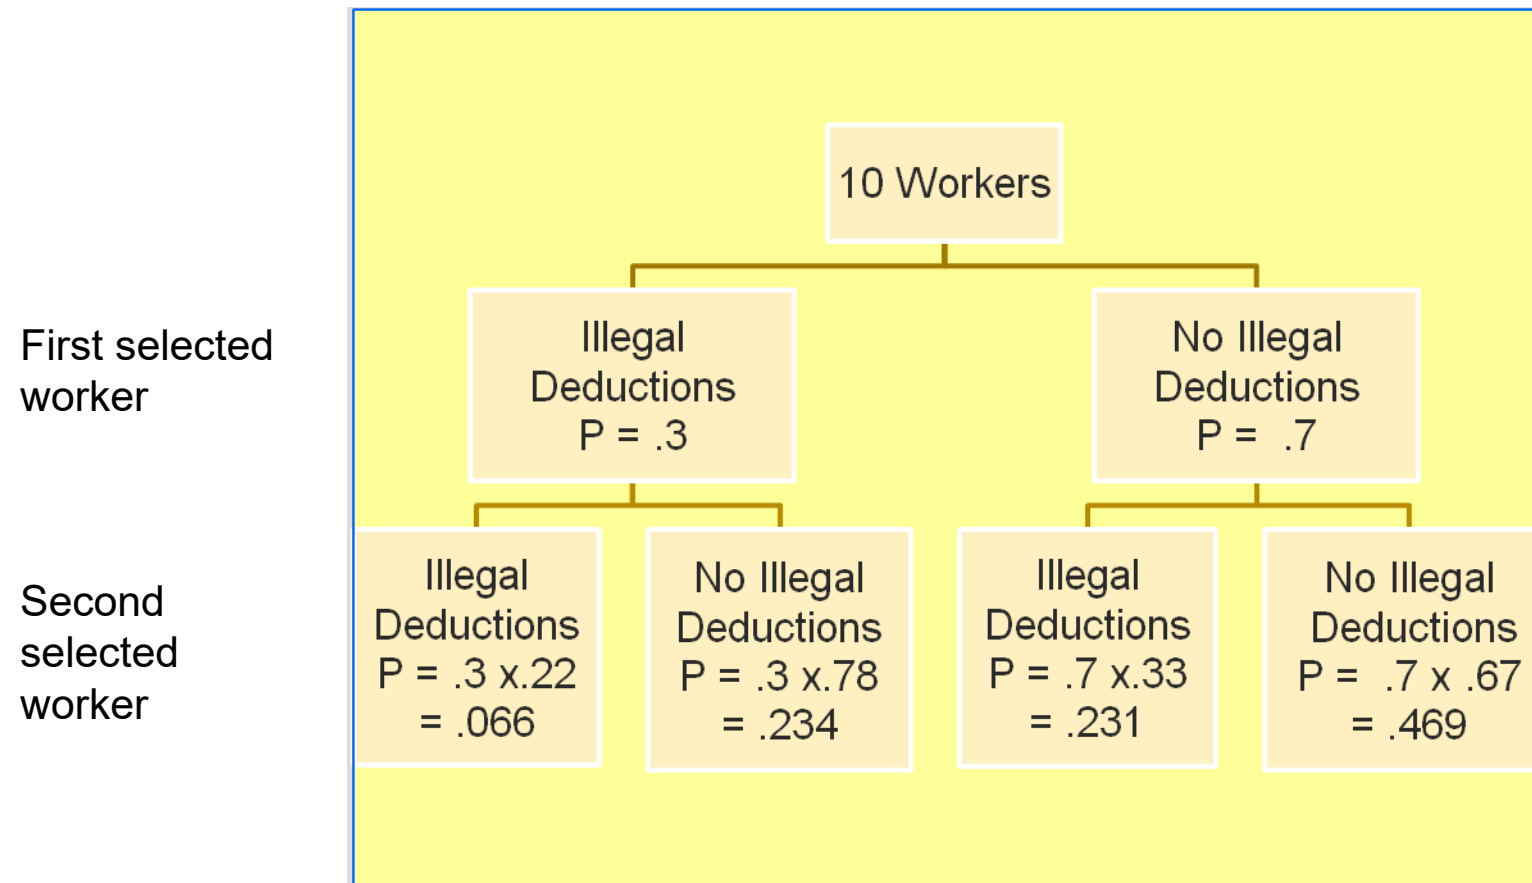 10 Workers
First selected
worker
Illegal
Deductions
P = .3
No Illegal
Deductions
P =  .7
Second
selected
worker
Illegal
Deductions
P = .3 x.22
= .066
No Illegal
Deductions
P = .3 x.78
= .234
Illegal
Deductions
P = .7 x.33
= .231
No Illegal
Deductions
P =  .7 x .67
= .469